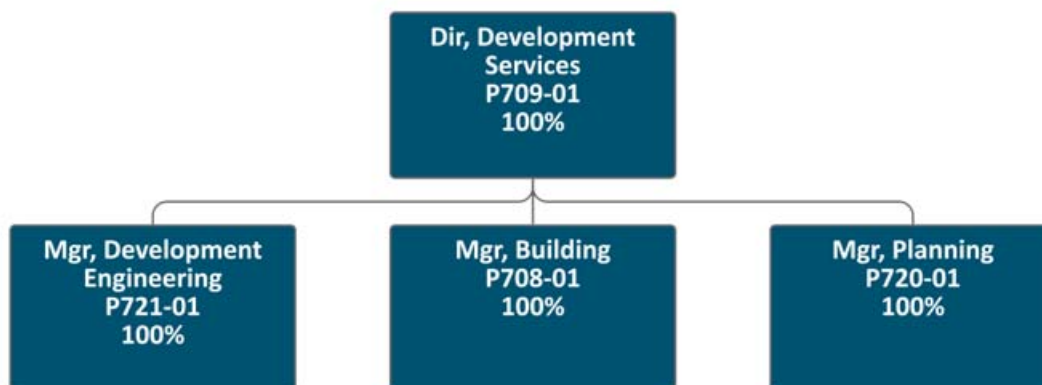 Dir, Development
Services
P709-01
100%
Mgr, Development
Engineering
P721-01
100%
Mgr, Building
P708-01
100%
Mgr, Planning
P720-01
100%